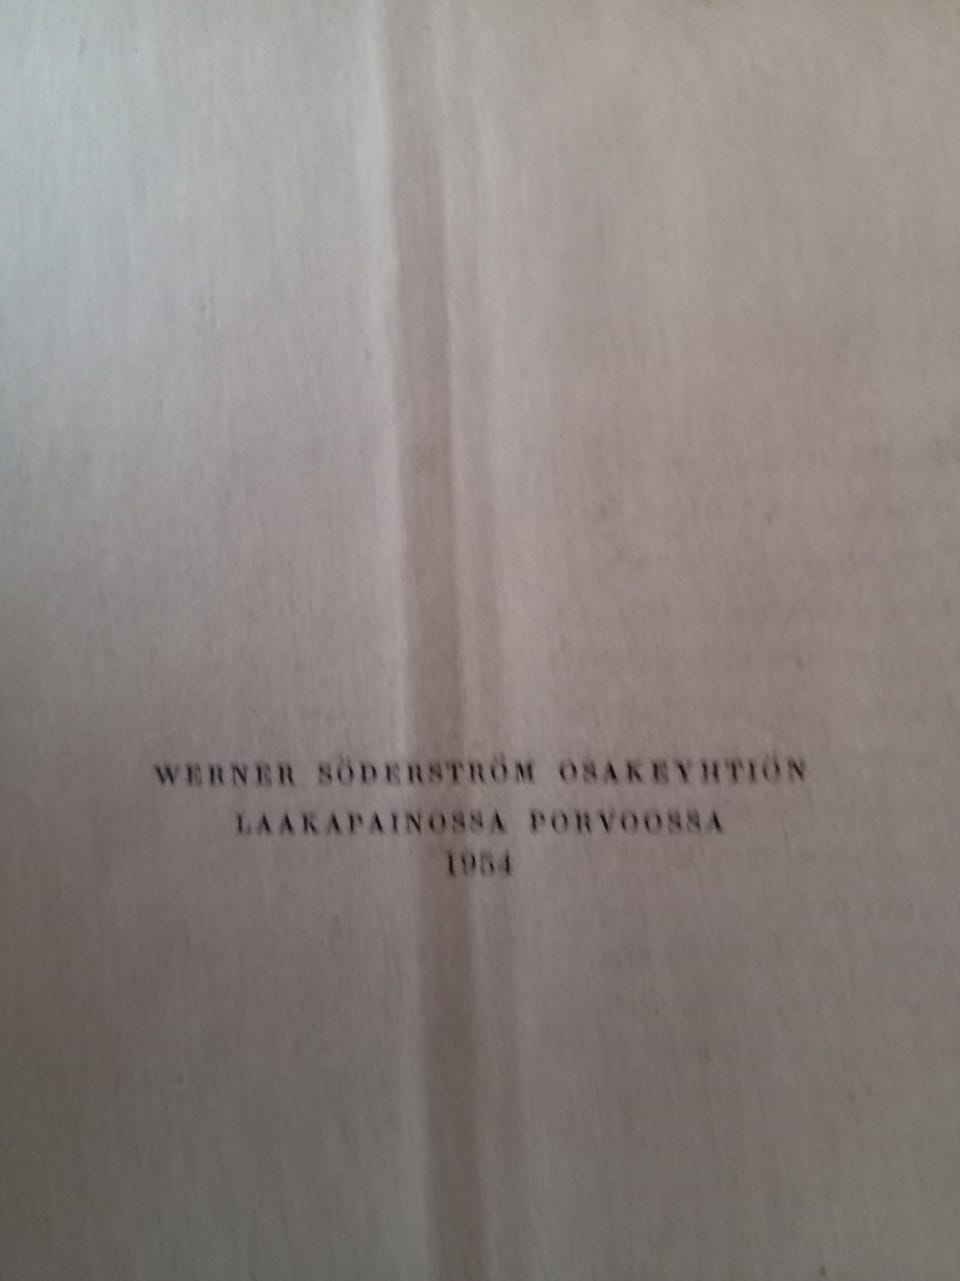 WERNER SÖDERSTRÖM OSAKEYHTIÖN
LAAKAPAINOSSA PORVOOSSA
1954